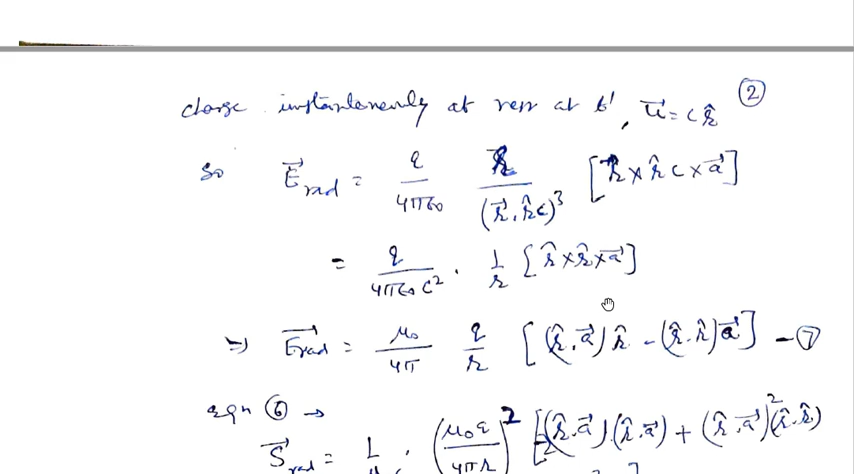 ②
charge instantaneously at rest at t', u⃗ = c r̂
So E⃗rad = q/4πε₀ r/(r⃗.r̂c)³ [r⃗ × r̂ c × a⃗]
= q/4πε₀c² . 1/r [r̂ × r̂ × a⃗]
⇒ E⃗rad = μ₀/4π q/r [(r̂.a⃗) r̂ - (r̂.r̂) a⃗] - ⑦
eqn ⑥ →
S⃗rad = . (μ₀q/4πr)² [(r̂.a⃗)(r̂.a⃗) + (r̂.a⃗)²(r̂.r̂)